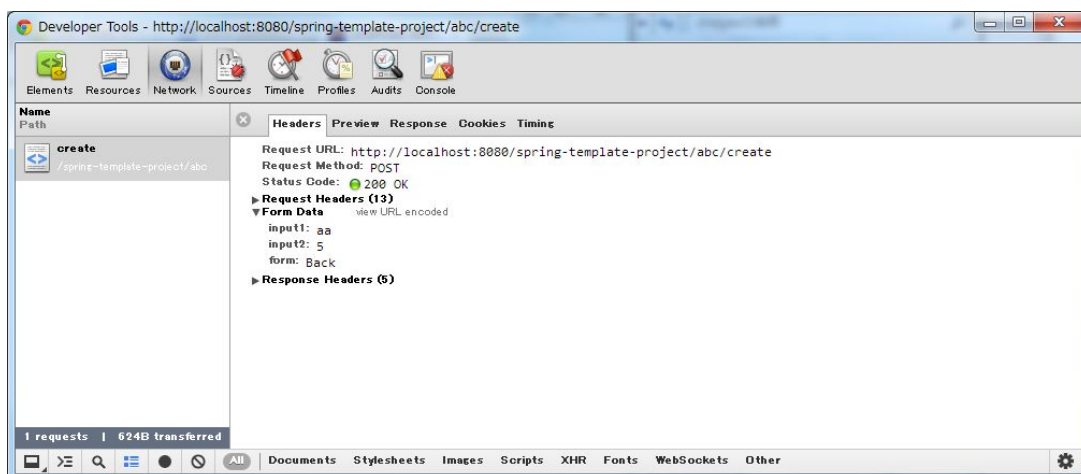 Developer Tools - http://localhost:8080/spring-template-project/abc/create
Elements Resources Network Sources Timeline Profiles Audits Console
Name
Path
Headers Preview Response Cookies Timing
create
/spring-template-project/abc
Request URL: http://localhost:8080/spring-template-project/abc/create
Request Method: POST
Status Code: 200 OK
Request Headers (13)
Form Data view URL encoded
input1: aa
input2: 5
form: Back
Response Headers (5)
1 requests | 624B transferred
All Documents Stylesheets Images Scripts XHR Fonts WebSockets Other